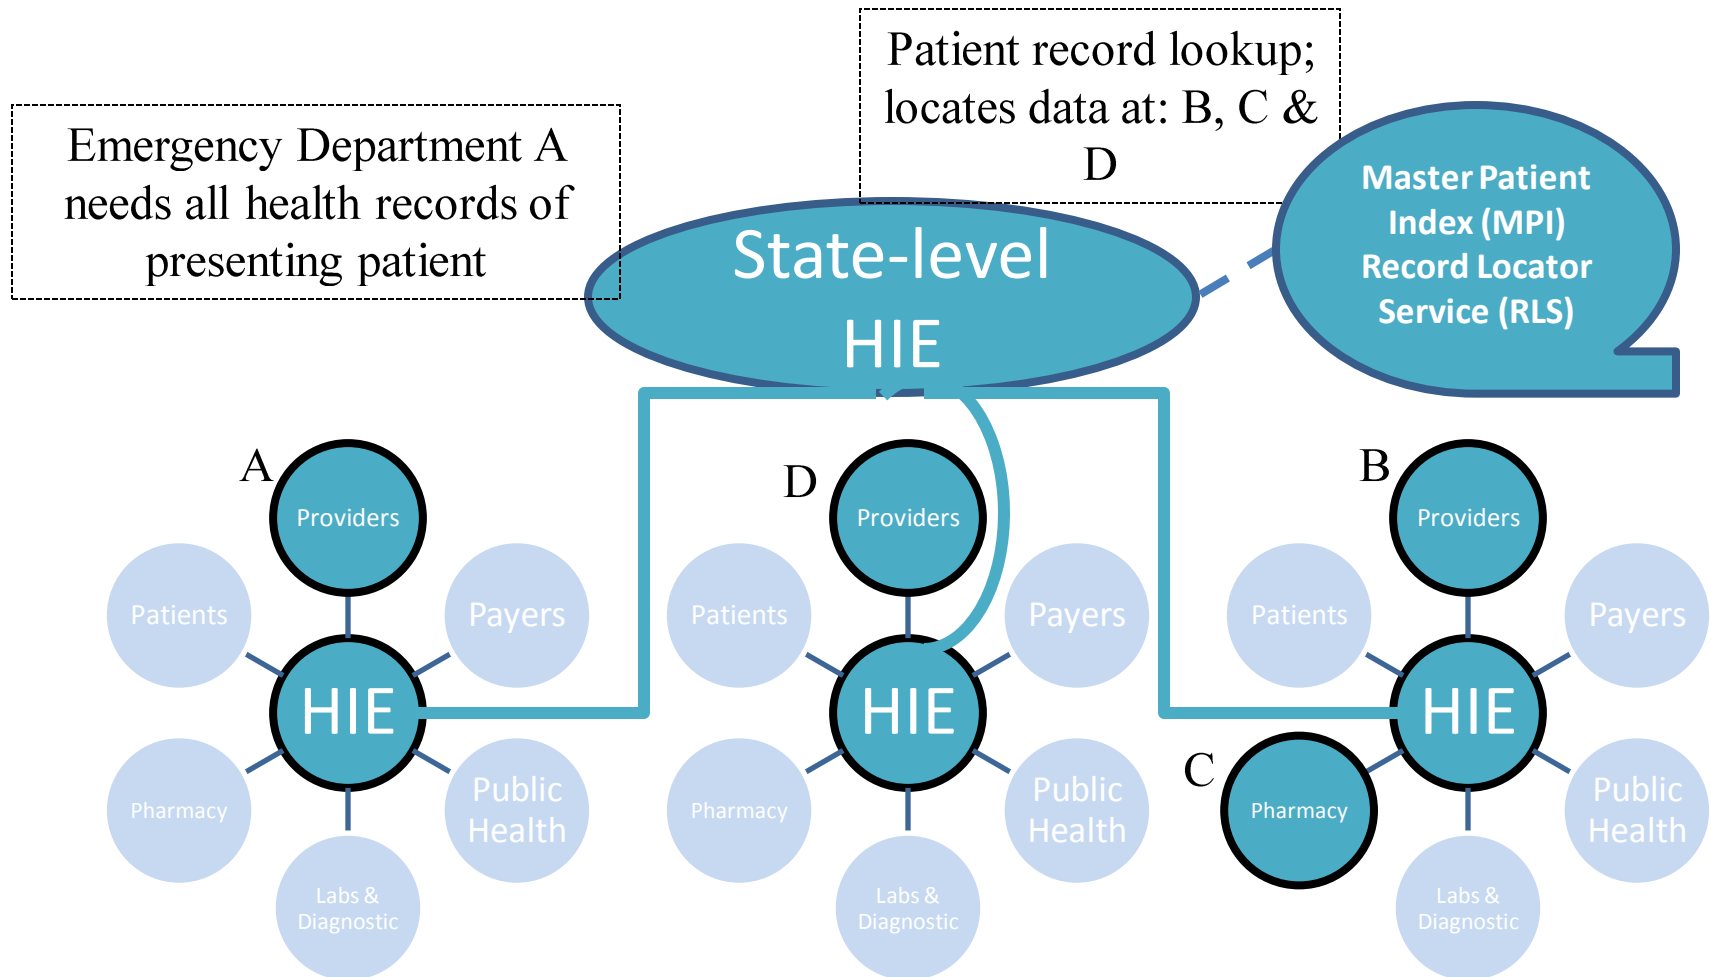 Patient record lookup;
locates data at: B, C &
D
Emergency Department A
needs all health records of
presenting patient
Master Patient
Index (MPI)
Record Locator
Service (RLS)
State-level
HIE
A
Providers
Patients
Payers
HIE
Pharmacy
Public
Health
Labs &
Diagnostic
D
Providers
Patients
Payers
HIE
Pharmacy
Public
Health
Labs &
Diagnostic
B
Providers
Patients
Payers
HIE
C
Pharmacy
Public
Health
Labs &
Diagnostic